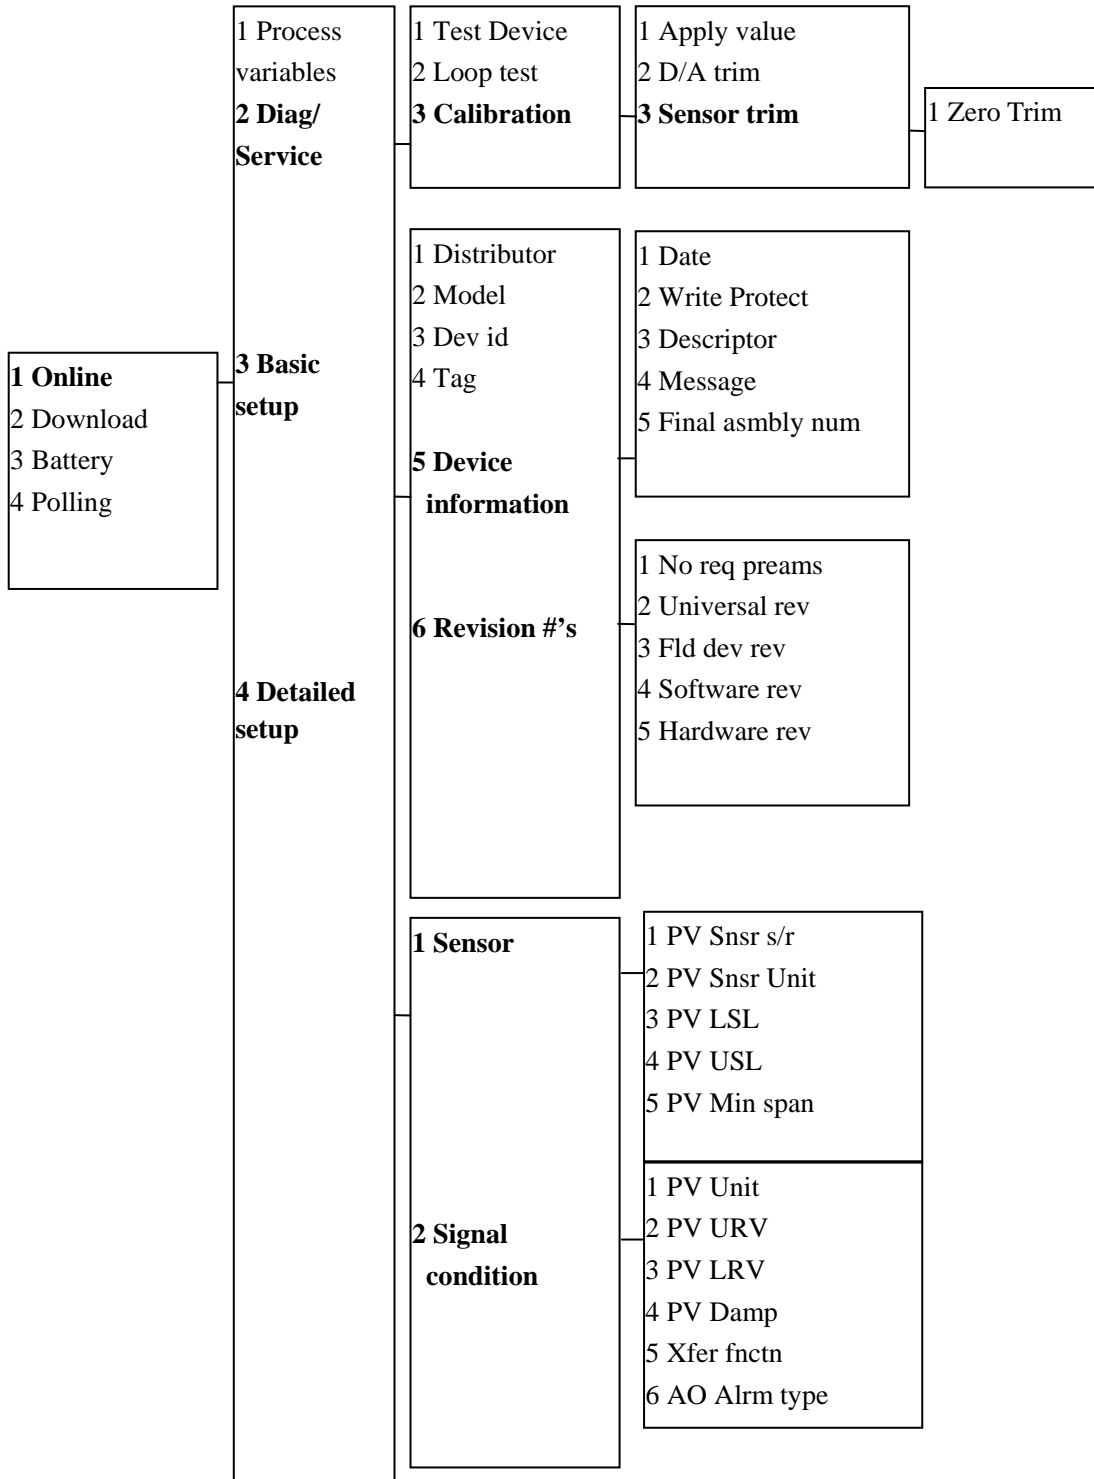 1 Online
2 Download
3 Battery
4 Polling
1 Process
variables
2 Diag/
Service
3 Basic
setup
4 Detailed
setup
1 Test Device
2 Loop test
3 Calibration
1 Apply value
2 D/A trim
3 Sensor trim
1 Zero Trim
1 Distributor
2 Model
3 Dev id
4 Tag
5 Device
information
6 Revision #’s
1 Date
2 Write Protect
3 Descriptor
4 Message
5 Final asmbly num
1 No req preams
2 Universal rev
3 Fld dev rev
4 Software rev
5 Hardware rev
1 Sensor
2 Signal
condition
1 PV Snsr s/r
2 PV Snsr Unit
3 PV LSL
4 PV USL
5 PV Min span
1 PV Unit
2 PV URV
3 PV LRV
4 PV Damp
5 Xfer fnctn
6 AO Alrm type